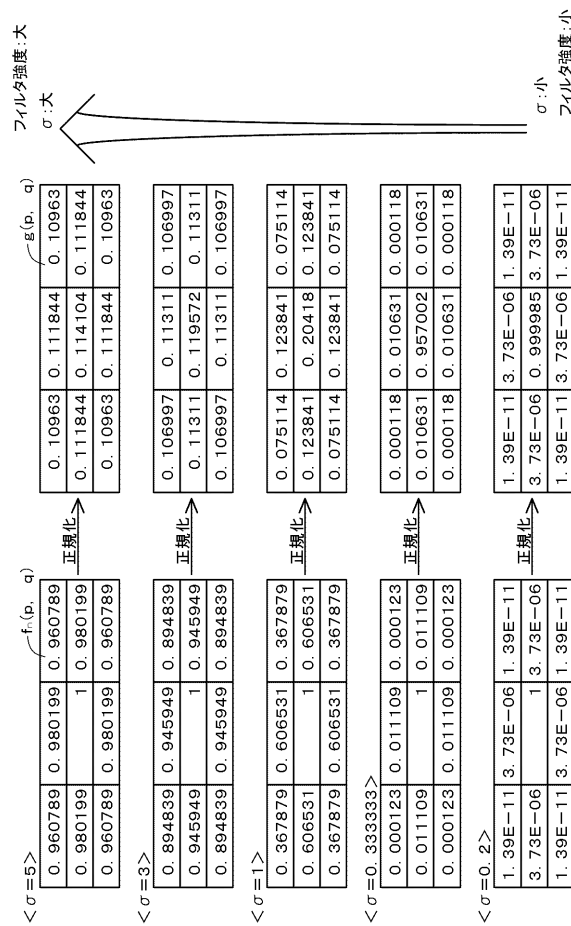 フィルタ強度:大
σ:大
<σ=5>
fn(p, q)
g(p, q)
0. 960789 0. 980199 0. 960789
0. 980199 1 0. 980199
0. 960789 0. 980199 0. 960789
正規化
0. 10963 0. 111844 0. 10963
0. 111844 0. 114104 0. 111844
0. 10963 0. 111844 0. 10963
<σ=3>
0. 894839 0. 945949 0. 894839
0. 945949 1 0. 945949
0. 894839 0. 945949 0. 894839
正規化
0. 106997 0. 11311 0. 106997
0. 11311 0. 119572 0. 11311
0. 106997 0. 11311 0. 106997
<σ=1>
0. 367879 0. 606531 0. 367879
0. 606531 1 0. 606531
0. 367879 0. 606531 0. 367879
正規化
0. 075114 0. 123841 0. 075114
0. 123841 0. 20418 0. 123841
0. 075114 0. 123841 0. 075114
<σ=0. 333333>
0. 000123 0. 011109 0. 000123
0. 011109 1 0. 011109
0. 000123 0. 011109 0. 000123
正規化
0. 000118 0. 010631 0. 000118
0. 010631 0. 957002 0. 010631
0. 000118 0. 010631 0. 000118
<σ=0. 2>
1. 39E-11 3. 73E-06 1. 39E-11
3. 73E-06 1 3. 73E-06
1. 39E-11 3. 73E-06 1. 39E-11
正規化
1. 39E-11 3. 73E-06 1. 39E-11
3. 73E-06 0. 999985 3. 73E-06
1. 39E-11 3. 73E-06 1. 39E-11
σ:小
フィルタ強度:小